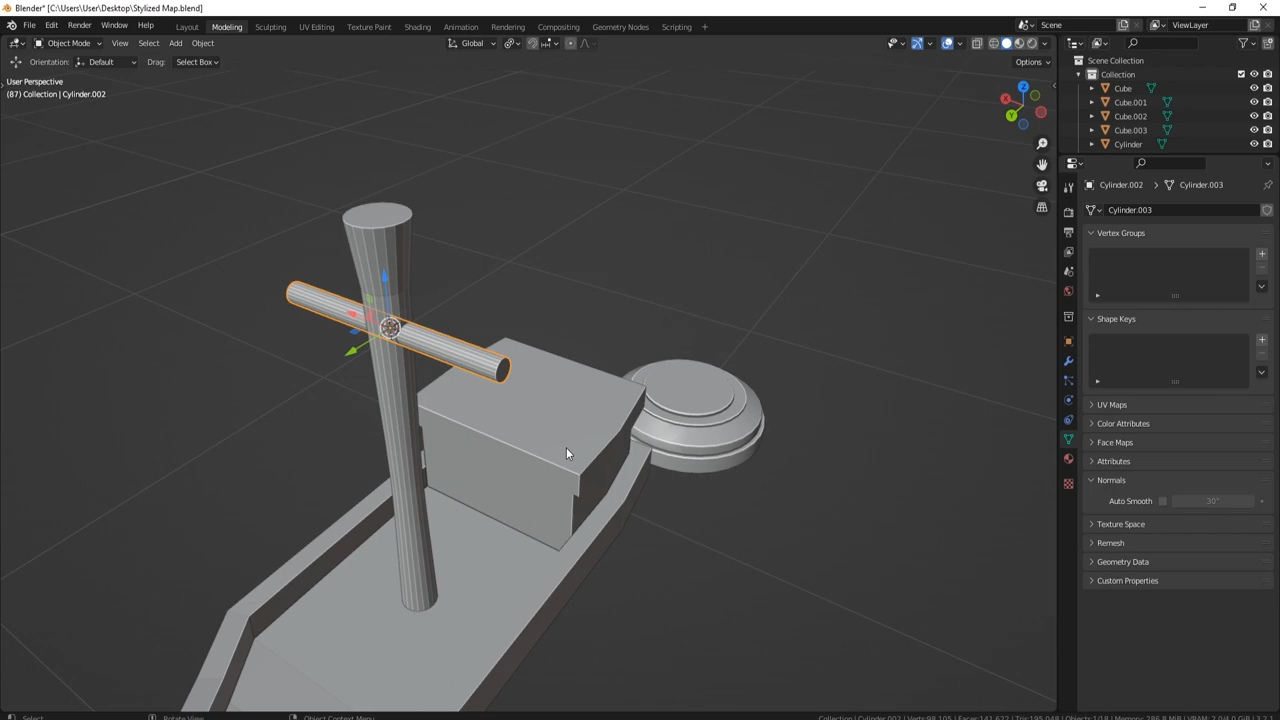 Blender* [C:\Users\User\Desktop\Stylized Map.blend]
File Edit Render Window Help Layout Modeling Sculpting UV Editing Texture Paint Shading Animation Rendering Compositing Geometry Nodes Scripting + Scene ViewLayer
Object Mode View Select Add Object Global
Orientation: Default Drag: Select Box Options
User Perspective
(87) Collection | Cylinder.002
X
Y
Z
Scene Collection
Collection
Cube
Cube.001
Cube.002
Cube.003
Cylinder
Cylinder.002 > Cylinder.003
Cylinder.003
Vertex Groups
Shape Keys
UV Maps
Color Attributes
Face Maps
Attributes
Normals
Auto Smooth 30°
Texture Space
Remesh
Geometry Data
Custom Properties
Select Rotate View Object Context Menu